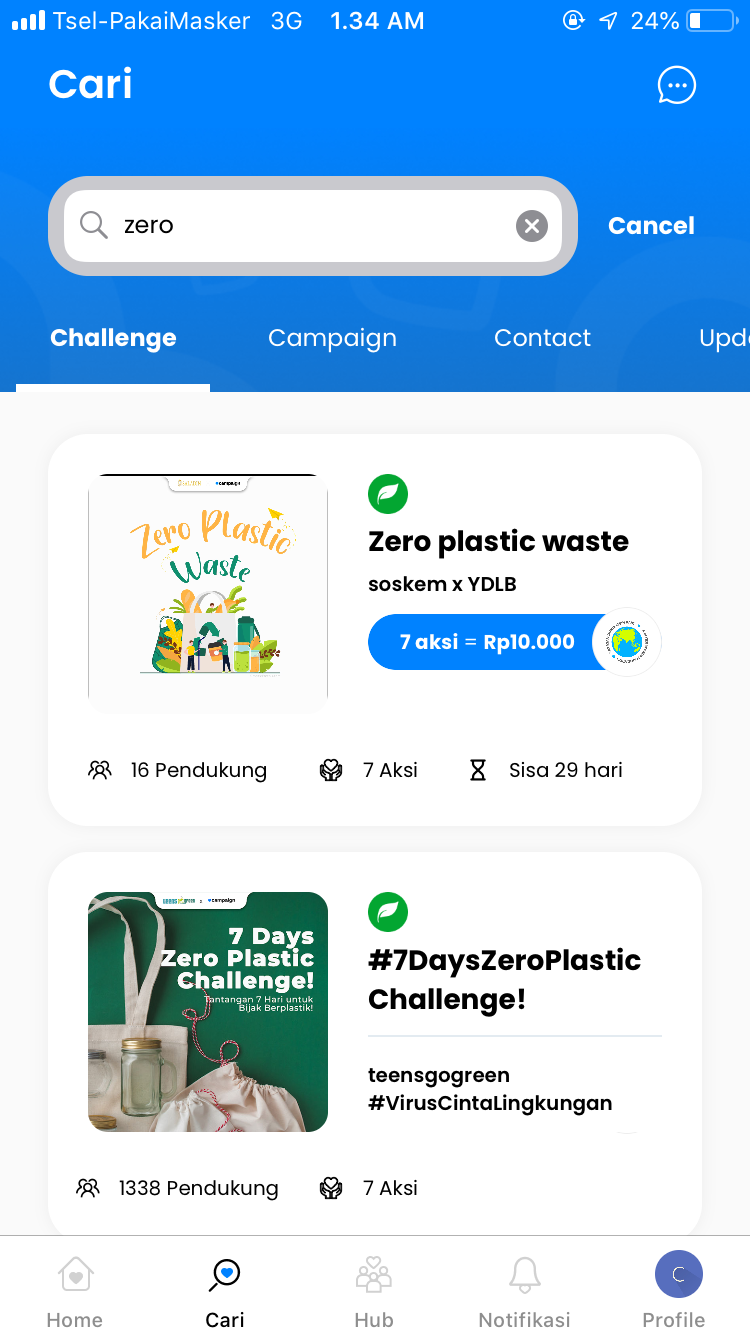 Tsel-PakaiMasker 3G 1.34 AM 24%
Cari
zero
Cancel
Challenge Campaign Contact Upd
campaign
Zero Plastic
Waste
Zero plastic waste
soskem x YDLB
7 aksi = Rp10.000
16 Pendukung 7 Aksi Sisa 29 hari
teens go green x campaign
7 Days
Zero Plastic
Challenge!
Tantangan 7 Hari untuk
Bijak Berplastik!
#7DaysZeroPlastic
Challenge!
teensgogreen
#VirusCintaLingkungan
1338 Pendukung 7 Aksi
C
Home Cari Hub Notifikasi Profile